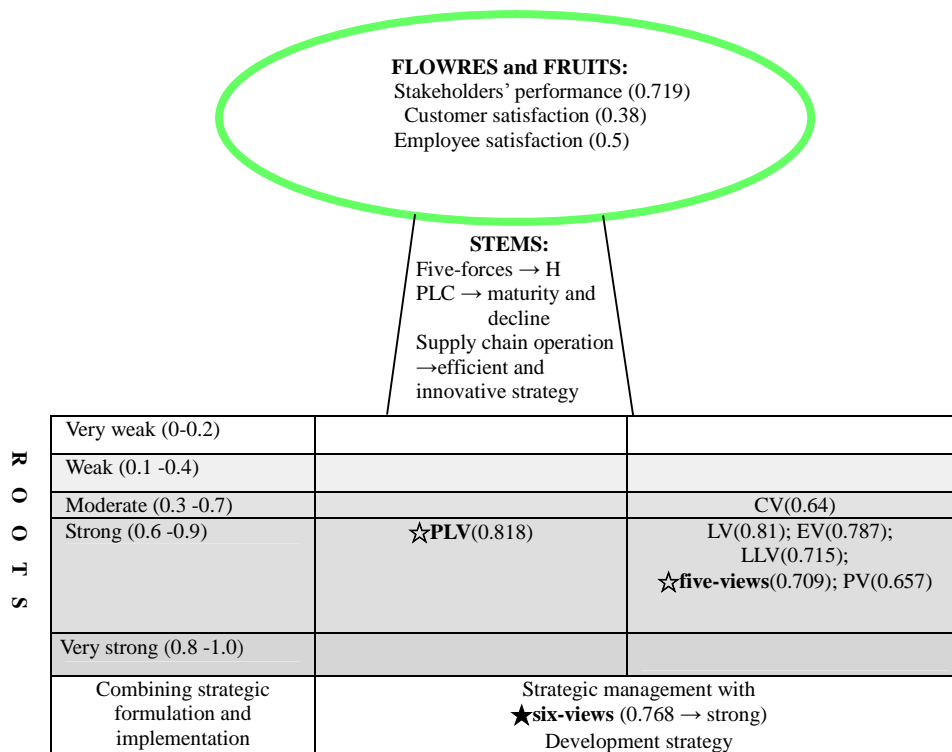 FLOWRES and FRUITS:
Stakeholders' performance (0.719)
Customer satisfaction (0.38)
Employee satisfaction (0.5)
STEMS:
Five-forces → H
PLC → maturity and
decline
Supply chain operation
→efficient and
innovative strategy
ROOTS
Very weak (0-0.2)
Weak (0.1 -0.4)
Moderate (0.3 -0.7)
CV(0.64)
Strong (0.6 -0.9)
☆PLV(0.818)
LV(0.81); EV(0.787);
LLV(0.715);
☆five-views(0.709); PV(0.657)
Very strong (0.8 -1.0)
Combining strategic
formulation and
implementation
Strategic management with
★six-views (0.768 → strong)
Development strategy